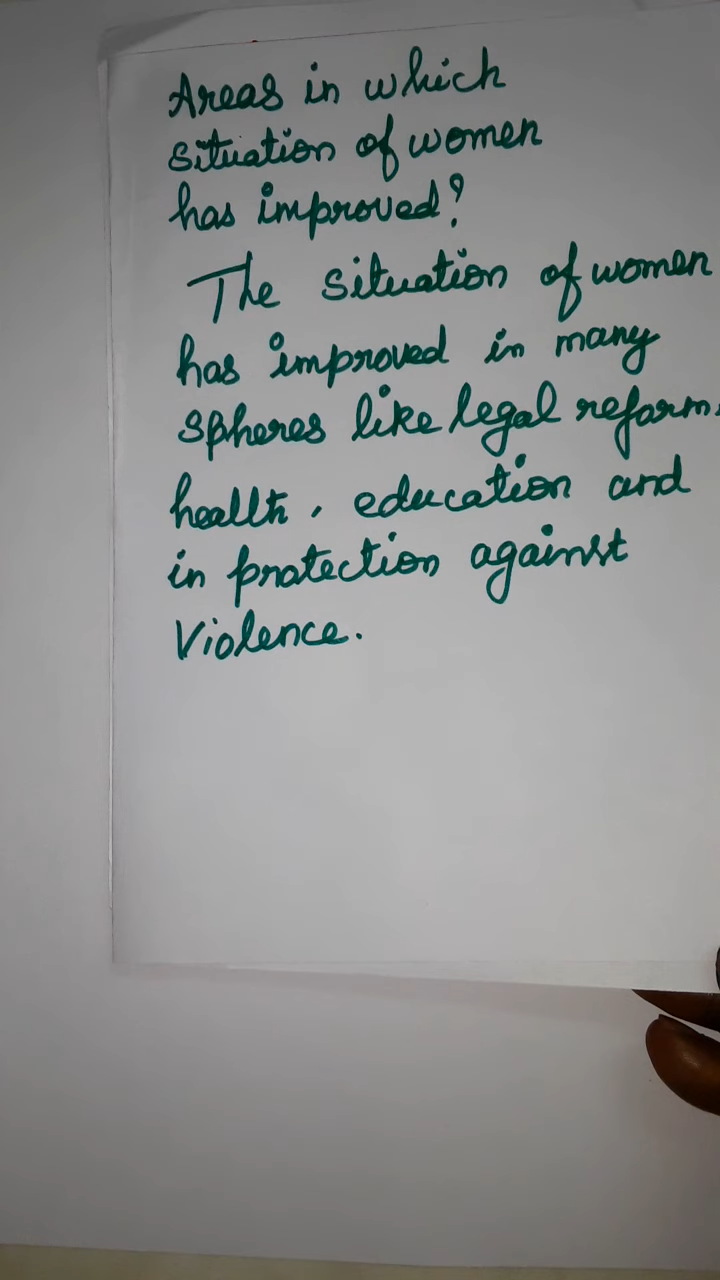 Areas in which
situation of women
has improved?
The situation of women
has improved in many
spheres like legal reform,
health, education and
in protection against
Violence.